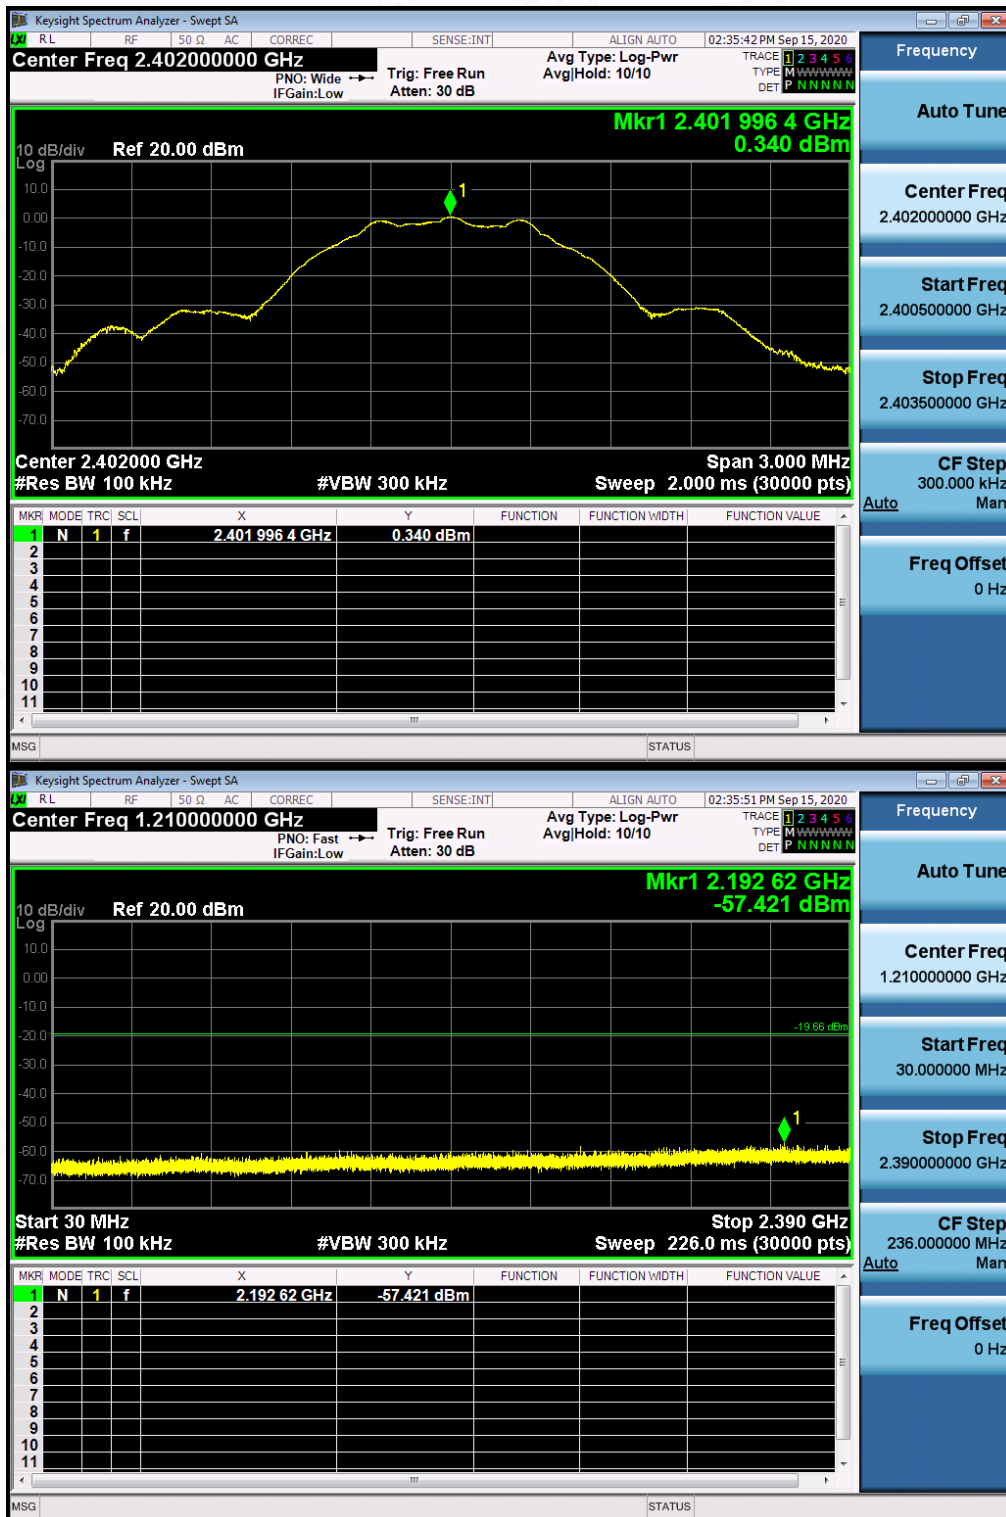 Keysight Spectrum Analyzer - Swept SA
LXI RL RF 50 Ω AC CORREC SENSE:INT ALIGN AUTO 02:35:42 PM Sep 15, 2020
Center Freq 2.402000000 GHz
PNO: Wide
IFGain:Low
Trig: Free Run
Atten: 30 dB
Avg Type: Log-Pwr
Avg|Hold: 10/10
TRACE 1 2 3 4 5 6
TYPE M WWWWW
DET P N N N N N
Mkr1 2.401 996 4 GHz
0.340 dBm
10 dB/div Ref 20.00 dBm
Log
10.0
1
0.00
-10.0
-20.0
-30.0
-40.0
-50.0
-60.0
-70.0
Center 2.402000 GHz Span 3.000 MHz
#Res BW 100 kHz #VBW 300 kHz Sweep 2.000 ms (30000 pts)
MKR MODE TRC SCL X Y FUNCTION FUNCTION WIDTH FUNCTION VALUE
1 N 1 f 2.401 996 4 GHz 0.340 dBm
2
3
4
5
6
7
8
9
10
11
MSG STATUS
Frequency
Auto Tune
Center Freq
2.402000000 GHz
Start Freq
2.400500000 GHz
Stop Freq
2.403500000 GHz
CF Step
300.000 kHz
Auto Man
Freq Offset
0 Hz
Keysight Spectrum Analyzer - Swept SA
LXI RL RF 50 Ω AC CORREC SENSE:INT ALIGN AUTO 02:35:51 PM Sep 15, 2020
Center Freq 1.210000000 GHz
PNO: Fast
IFGain:Low
Trig: Free Run
Atten: 30 dB
Avg Type: Log-Pwr
Avg|Hold: 10/10
TRACE 1 2 3 4 5 6
TYPE M WWWWW
DET P N N N N N
Mkr1 2.192 62 GHz
-57.421 dBm
10 dB/div Ref 20.00 dBm
Log
10.0
0.00
-10.0
-19.66 dBm
-20.0
-30.0
-40.0
-50.0
1
-60.0
-70.0
Start 30 MHz Stop 2.390 GHz
#Res BW 100 kHz #VBW 300 kHz Sweep 226.0 ms (30000 pts)
MKR MODE TRC SCL X Y FUNCTION FUNCTION WIDTH FUNCTION VALUE
1 N 1 f 2.192 62 GHz -57.421 dBm
2
3
4
5
6
7
8
9
10
11
MSG STATUS
Frequency
Auto Tune
Center Freq
1.210000000 GHz
Start Freq
30.000000 MHz
Stop Freq
2.390000000 GHz
CF Step
236.000000 MHz
Auto Man
Freq Offset
0 Hz